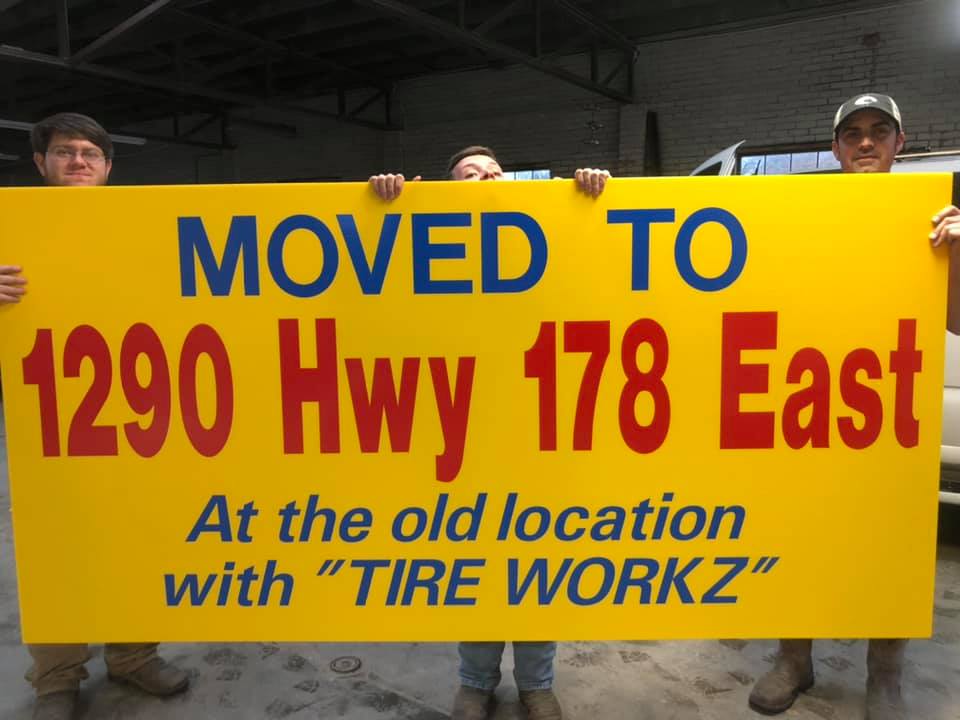 MOVED TO
1290 Hwy 178 East
At the old location
with "TIRE WORKZ"